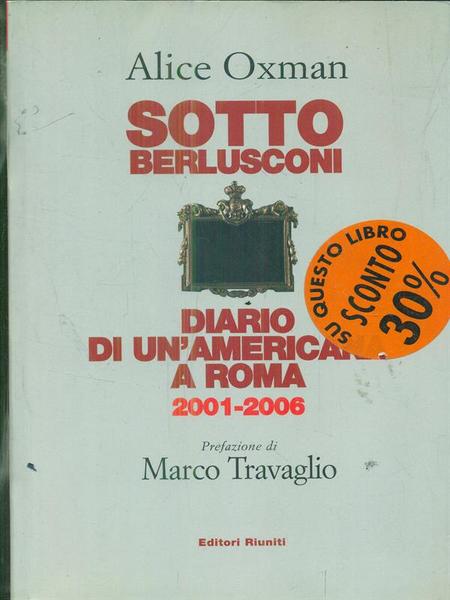 Alice Oxman
SOTTO
BERLUSCONI
SU QUESTO LIBRO
SCONTO
30%
DIARIO
DI UN'AMERICANA
A ROMA
2001-2006
Prefazione di
Marco Travaglio
Editori Riuniti